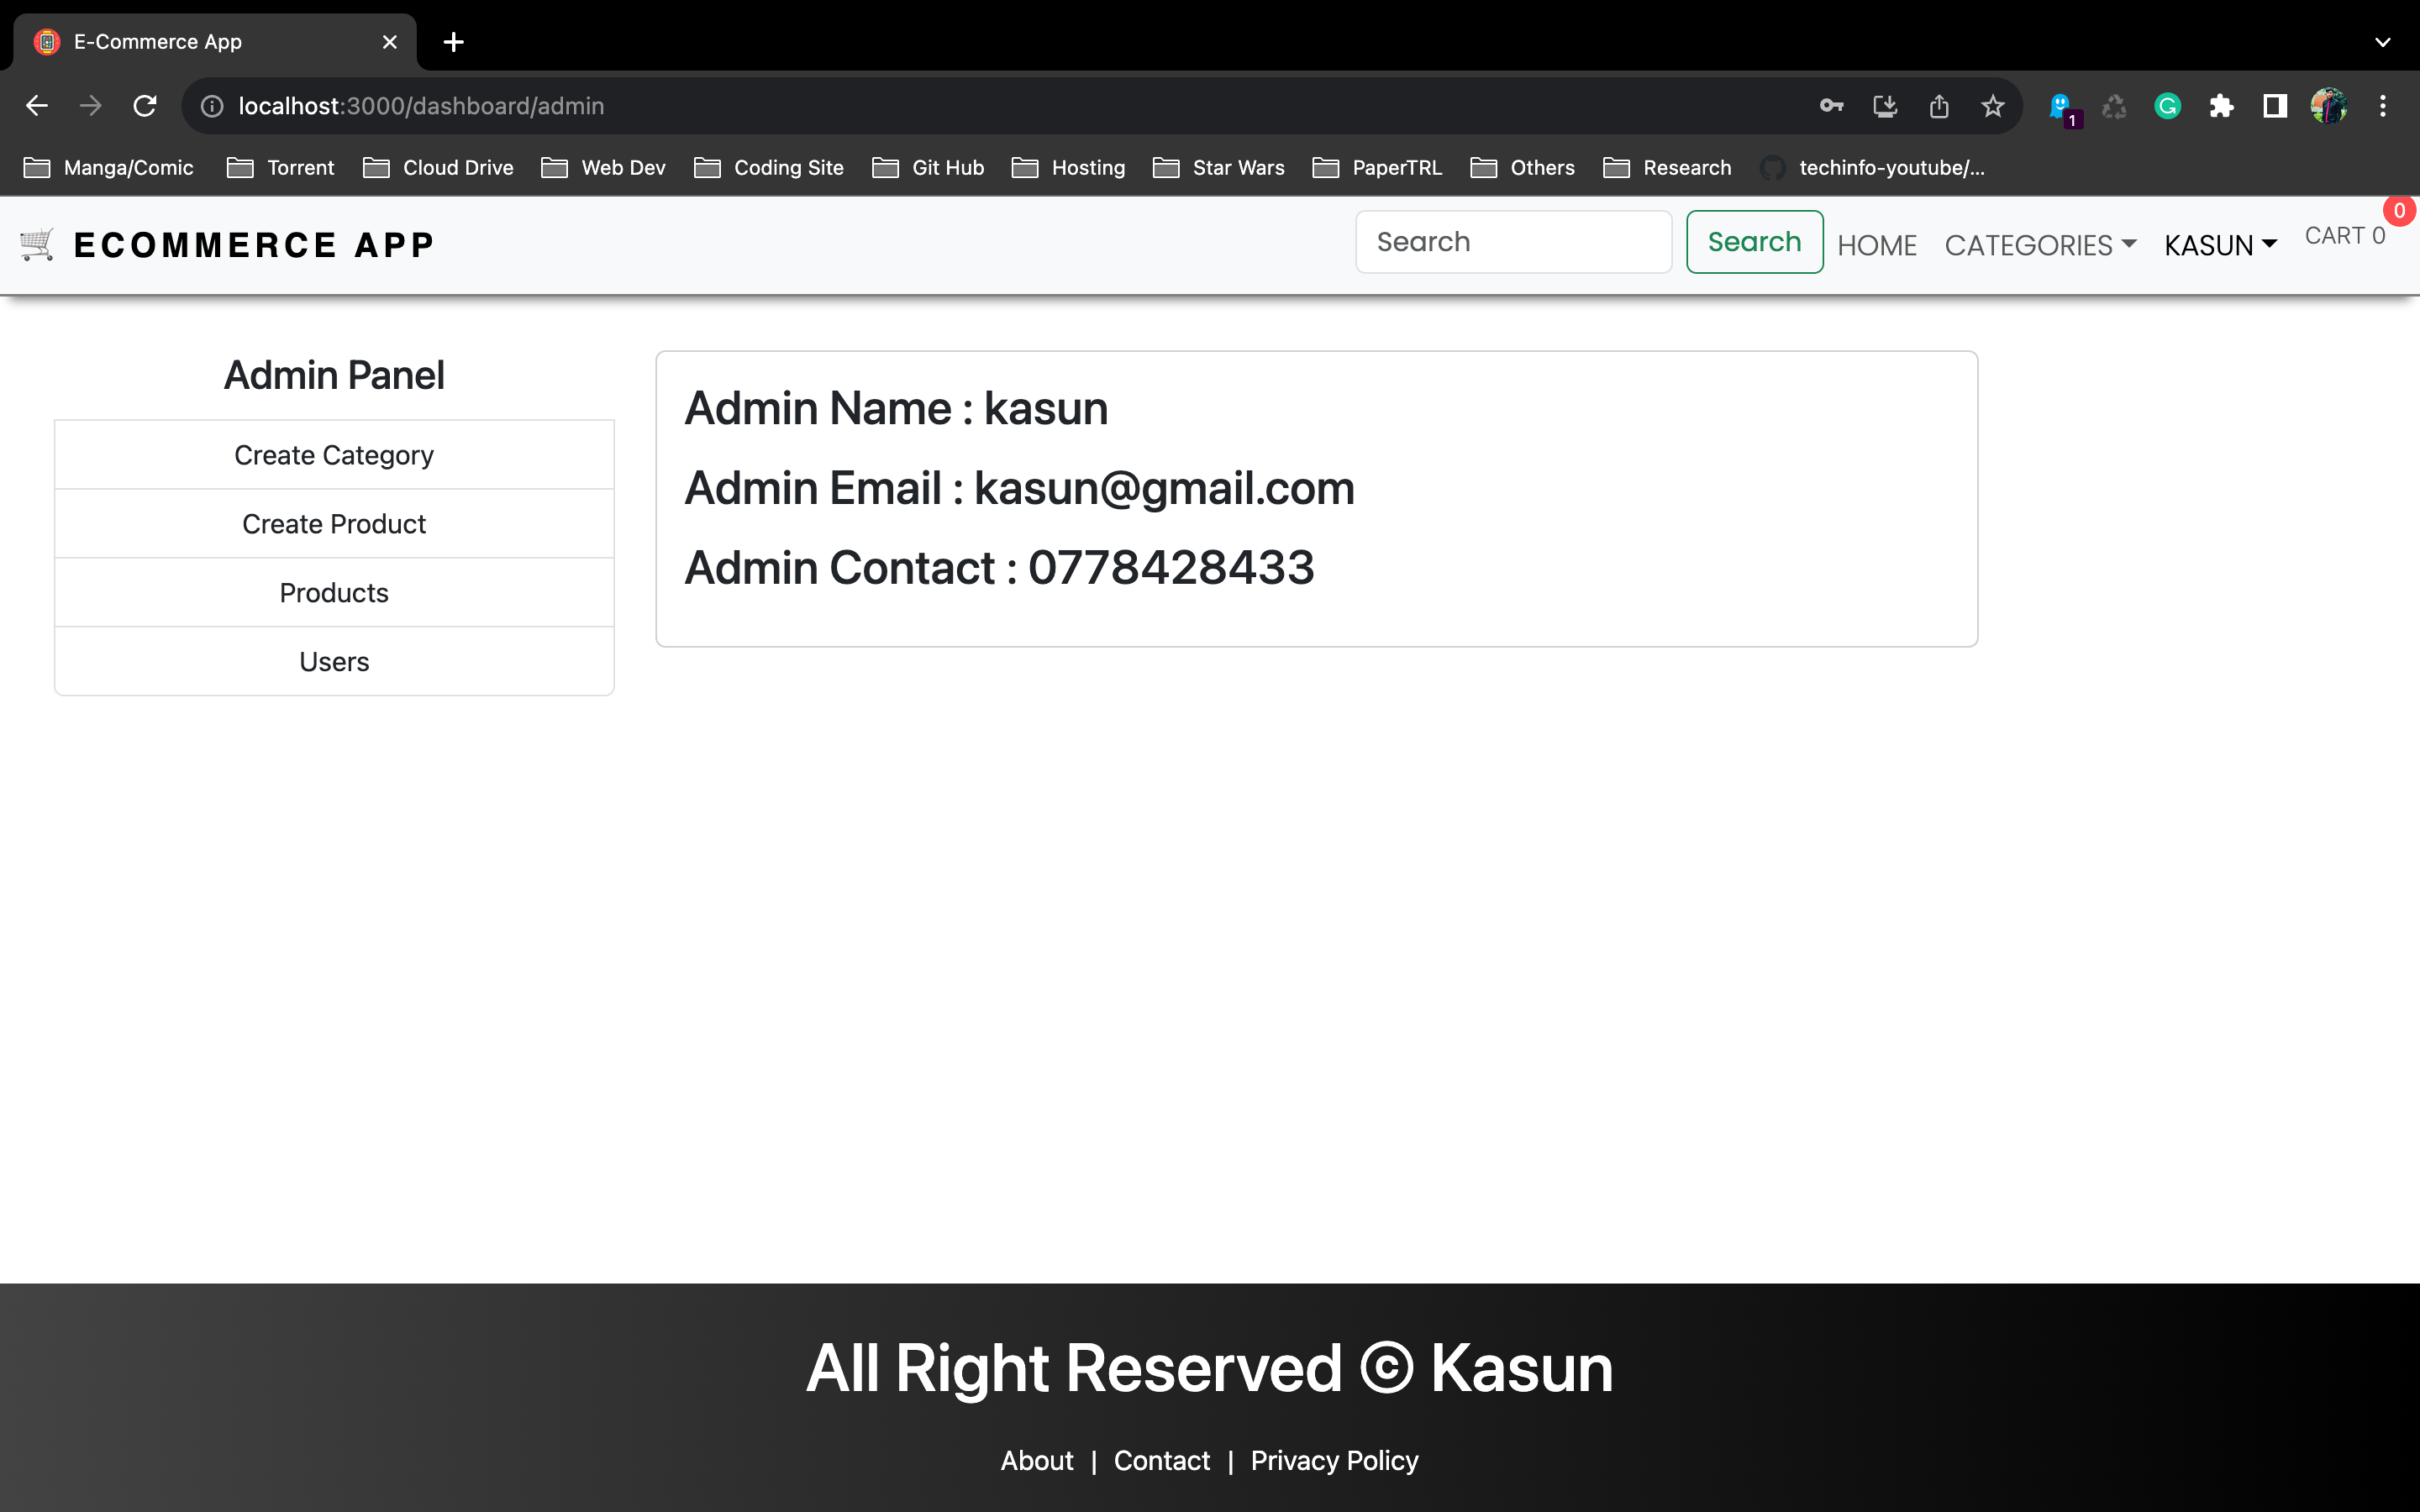 E-Commerce App
localhost:3000/dashboard/admin
1
Manga/Comic Torrent Cloud Drive Web Dev Coding Site Git Hub Hosting Star Wars PaperTRL Others Research techinfo-youtube/...
ECOMMERCE APP Search Search HOME CATEGORIES KASUN CART 0 0
Admin Panel
Create Category
Create Product
Products
Users
Admin Name : kasun
Admin Email : kasun@gmail.com
Admin Contact : 0778428433
All Right Reserved © Kasun
About | Contact | Privacy Policy